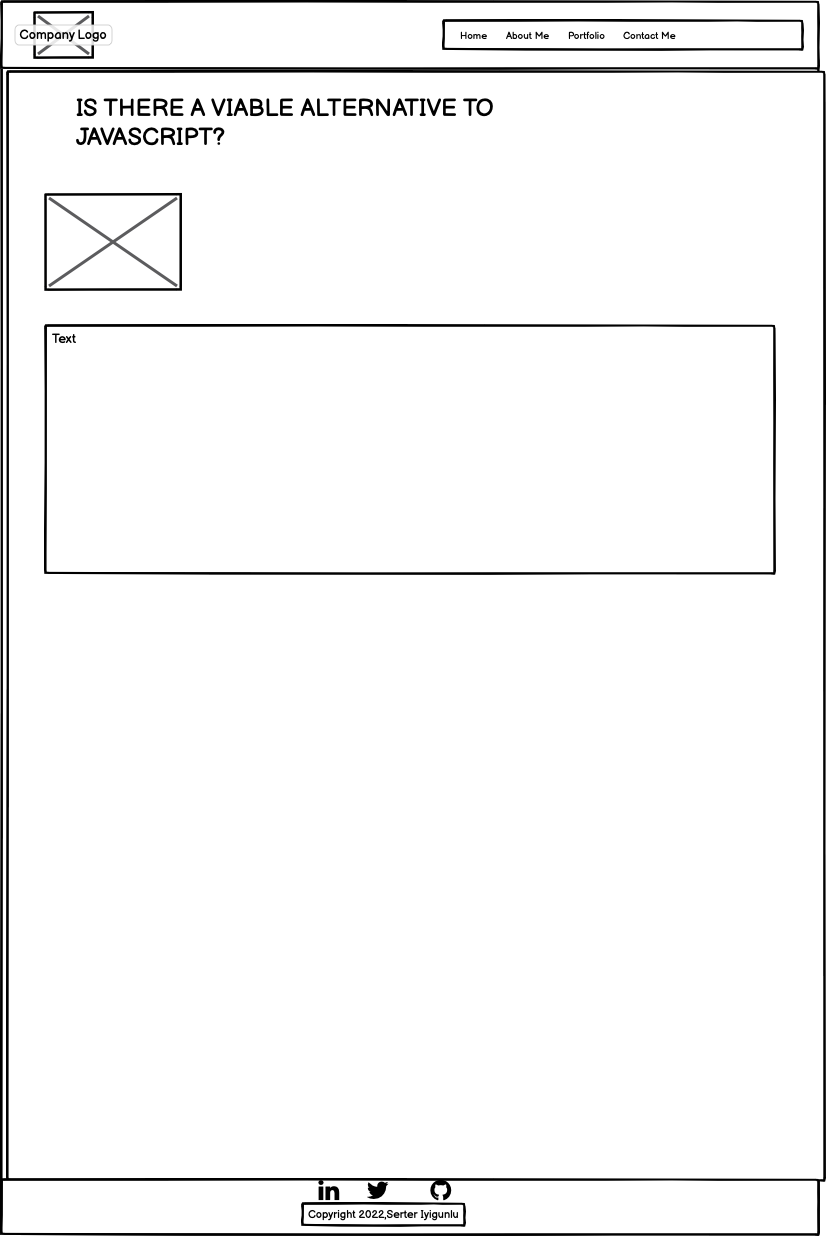 Company Logo
Home About Me Portfolio Contact Me
IS THERE A VIABLE ALTERNATIVE TO
JAVASCRIPT?
Text
in
Copyright 2022,Serter Iyigunlu